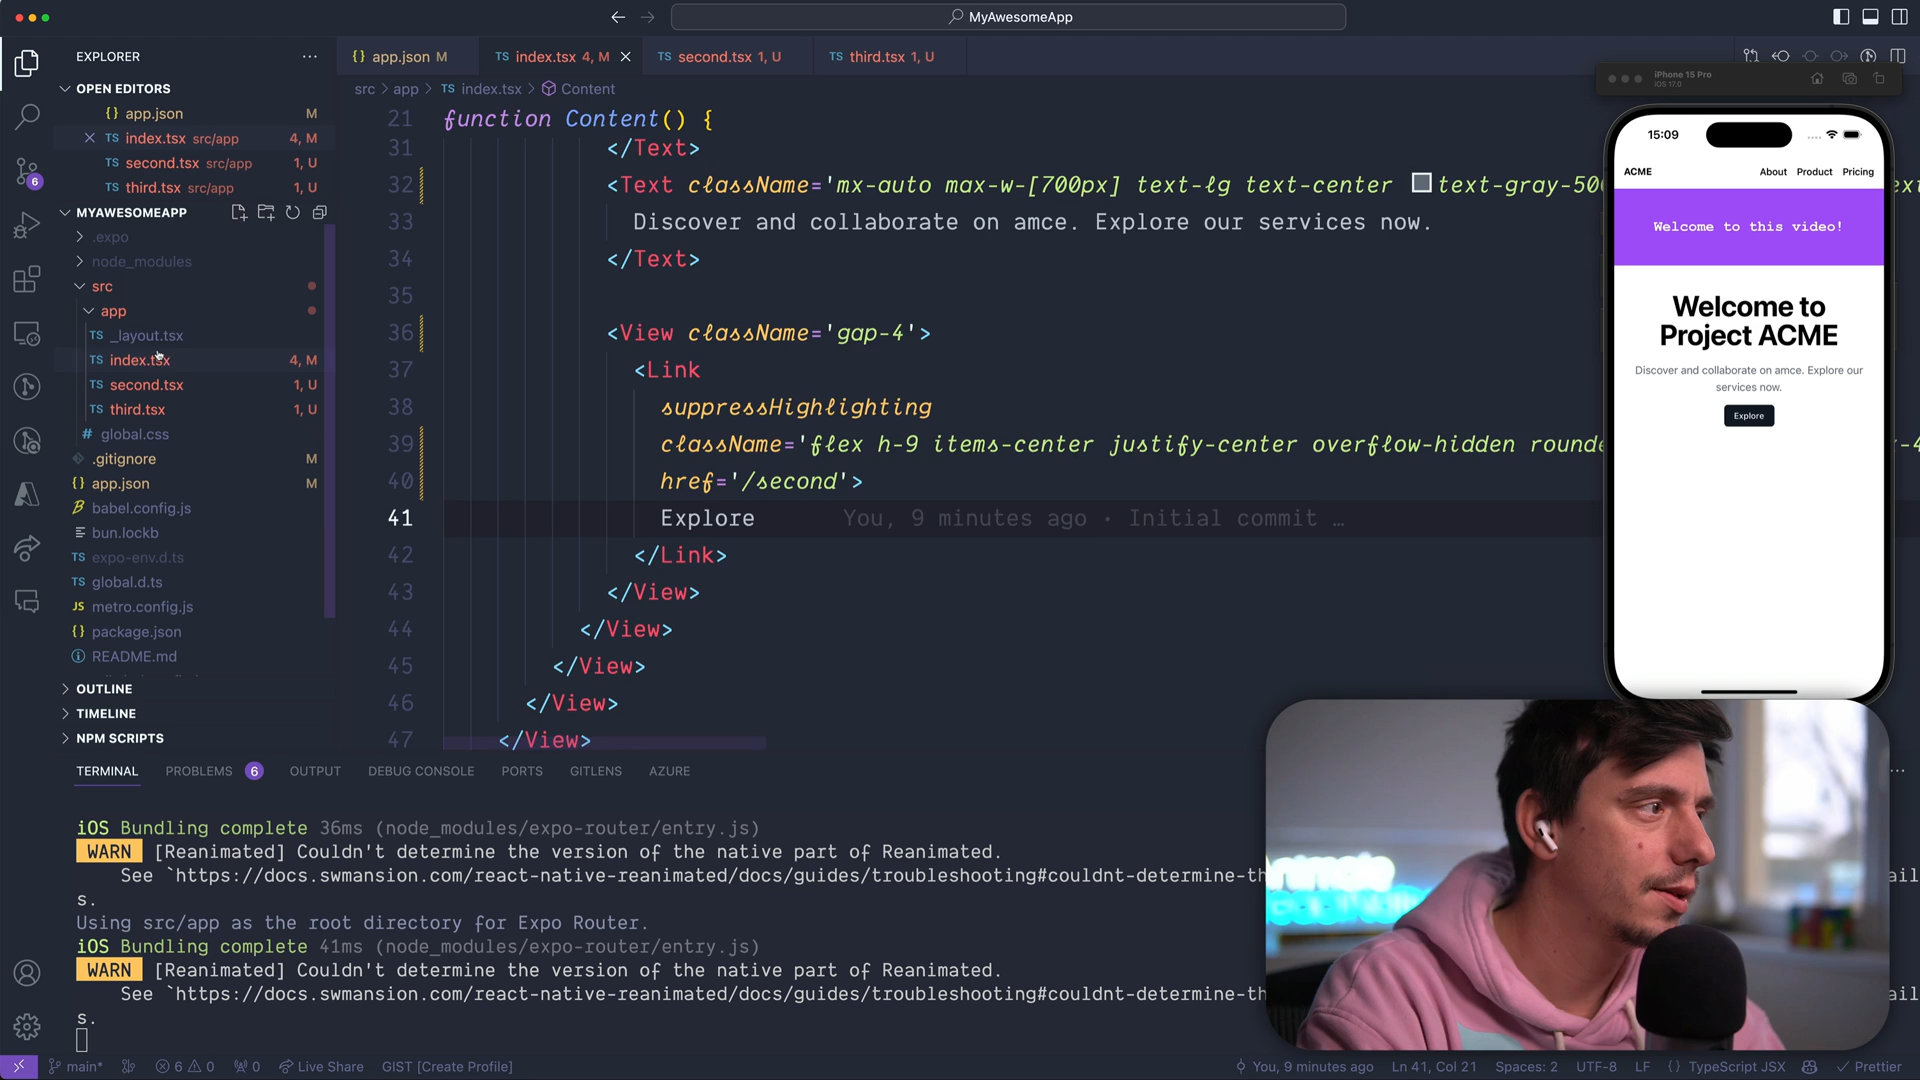 MyAwesomeApp
EXPLORER
app.json M
index.tsx 4, M
second.tsx 1, U
third.tsx 1, U
OPEN EDITORS
app.json M
index.tsx src/app 4, M
second.tsx src/app 1, U
third.tsx src/app 1, U
MYAWESOMEAPP
.expo
node_modules
src
app
_layout.tsx
index.tsx 4, M
second.tsx 1, U
third.tsx 1, U
global.css
.gitignore M
app.json M
babel.config.js
bun.lockb
expo-env.d.ts
global.d.ts
metro.config.js
package.json
README.md
OUTLINE
TIMELINE
NPM SCRIPTS
src > app > TS index.tsx > Content
21 function Content() {
31 </Text>
32 <Text className='mx-auto max-w-[700px] text-lg text-center text-gray-500
33 Discover and collaborate on amce. Explore our services now.
34 </Text>
35
36 <View className='gap-4'>
37 <Link
38 suppressHighlighting
39 className='flex h-9 items-center justify-center overflow-hidden rounde
40 href='/second'>
41 Explore You, 9 minutes ago · Initial commit …
42 </Link>
43 </View>
44 </View>
45 </View>
46 </View>
47 </View>
iPhone 15 Pro
iOS 17.0
15:09
ACME About Product Pricing
Welcome to this video!
Welcome to
Project ACME
Discover and collaborate on amce. Explore our
services now.
Explore
TERMINAL PROBLEMS 6 OUTPUT DEBUG CONSOLE PORTS GITLENS AZURE
iOS Bundling complete 36ms (node_modules/expo-router/entry.js)
WARN [Reanimated] Couldn't determine the version of the native part of Reanimated.
See `https://docs.swmansion.com/react-native-reanimated/docs/guides/troubleshooting#couldnt-determine-th
s.
Using src/app as the root directory for Expo Router.
iOS Bundling complete 41ms (node_modules/expo-router/entry.js)
WARN [Reanimated] Couldn't determine the version of the native part of Reanimated.
See `https://docs.swmansion.com/react-native-reanimated/docs/guides/troubleshooting#couldnt-determine-th
s.
main* 6 0 0 Live Share GIST [Create Profile] You, 9 minutes ago Ln 41, Col 21 Spaces: 2 UTF-8 LF {} TypeScript JSX Prettier